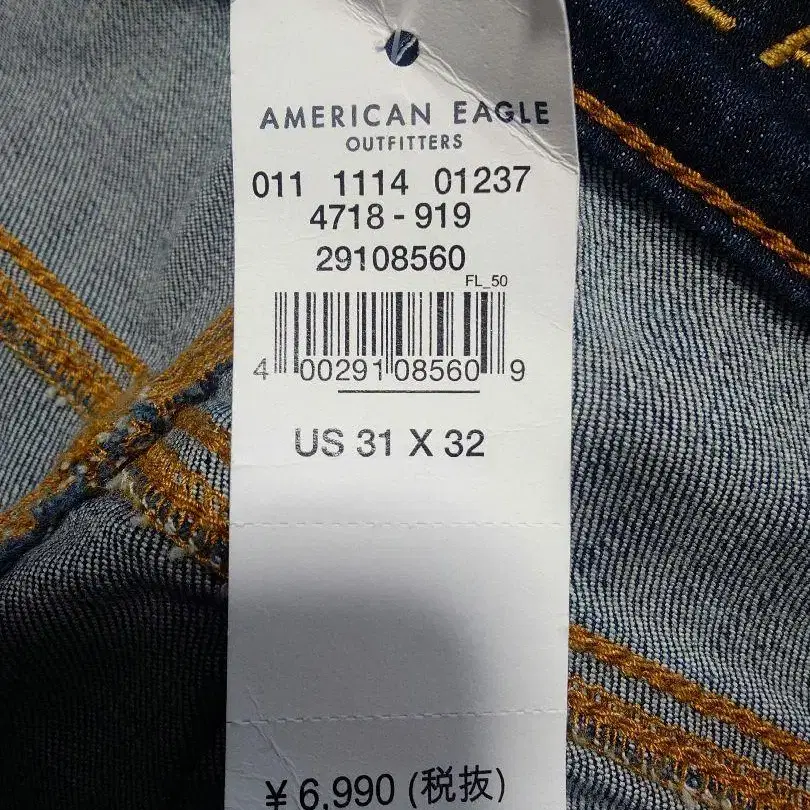 AMERICAN EAGLE
OUTFITTERS
011 1114 01237
4718 - 919
29108560
FL_50
4 00291 08560 9
US 31 X 32
¥ 6,990 (税抜)